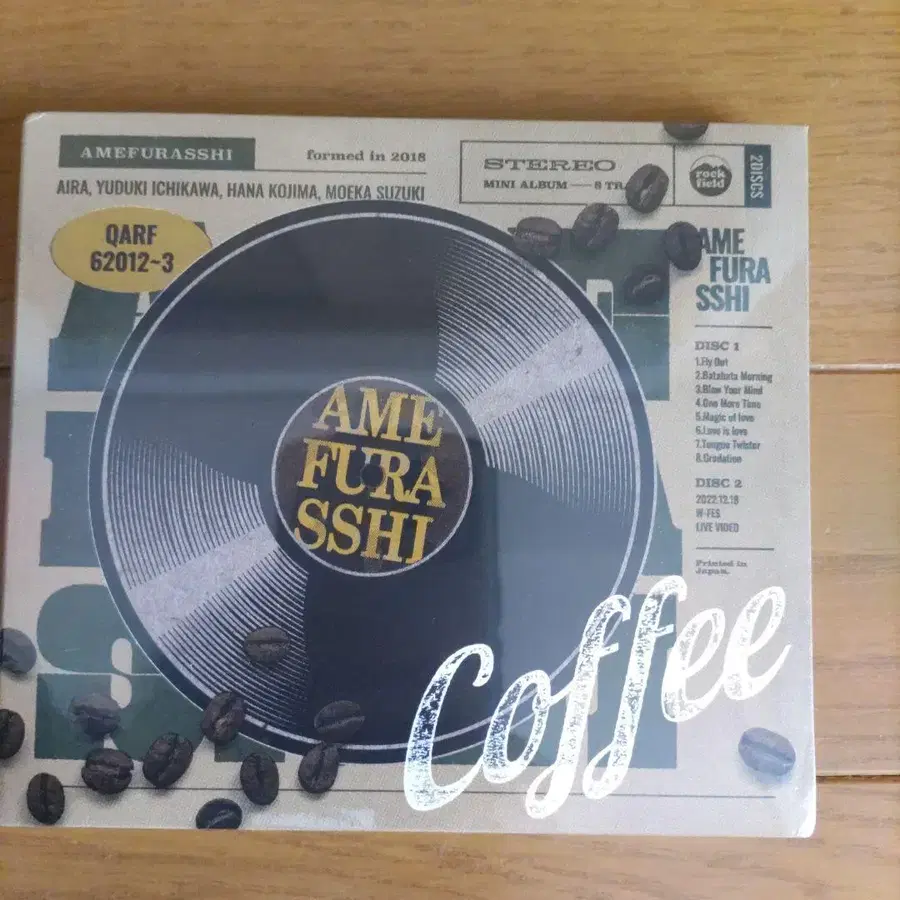 AMEFURASSHI
formed in 2018
AIRA, YUDUKI ICHIKAWA, HANA KOJIMA, MOEKA SUZUKI
STEREO
MINI ALBUM — 8 TR
rock
field
2DISCS
QARF
62012~3
AME
FURA
SSHI
DISC 1
1.Fly Out
2.Batabata Morning
3.Blow Your Mind
4.One More Time
5.Magic of love
6.Love is love
7.Tongue Twister
8.Gradation
DISC 2
2022.12.18
W-FES
LIVE VIDEO
Printed in
Japan.
AME
FURA
SSHI
Coffee